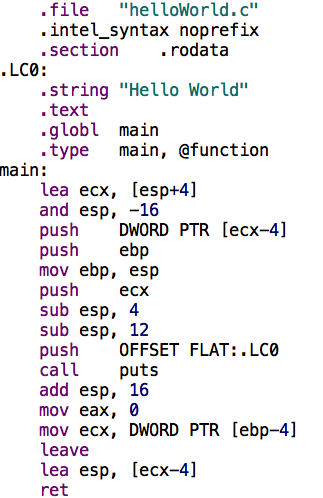 .file "helloWorld.c"
.intel_syntax noprefix
.section .rodata
.LC0:
.string "Hello World"
.text
.globl main
.type main, @function
main:
lea ecx, [esp+4]
and esp, -16
push DWORD PTR [ecx-4]
push ebp
mov ebp, esp
push ecx
sub esp, 4
sub esp, 12
push OFFSET FLAT:.LC0
call puts
add esp, 16
mov eax, 0
mov ecx, DWORD PTR [ebp-4]
leave
lea esp, [ecx-4]
ret